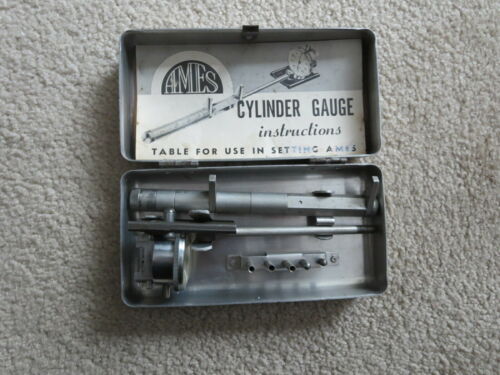 AMES
CYLINDER GAUGE
instructions
TABLE FOR USE IN SETTING AMES